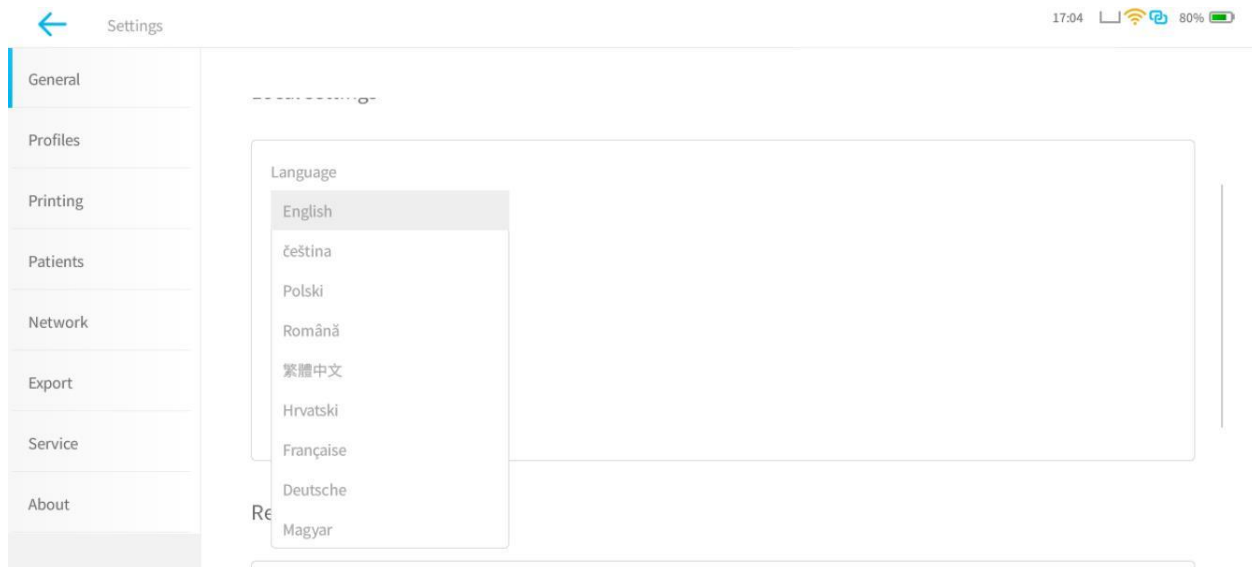 Settings
17:04
80%
General
Profiles
Printing
Patients
Network
Export
Service
About
Language
English
čeština
Polski
Română
繁體中文
Hrvatski
Française
Deutsche
Magyar